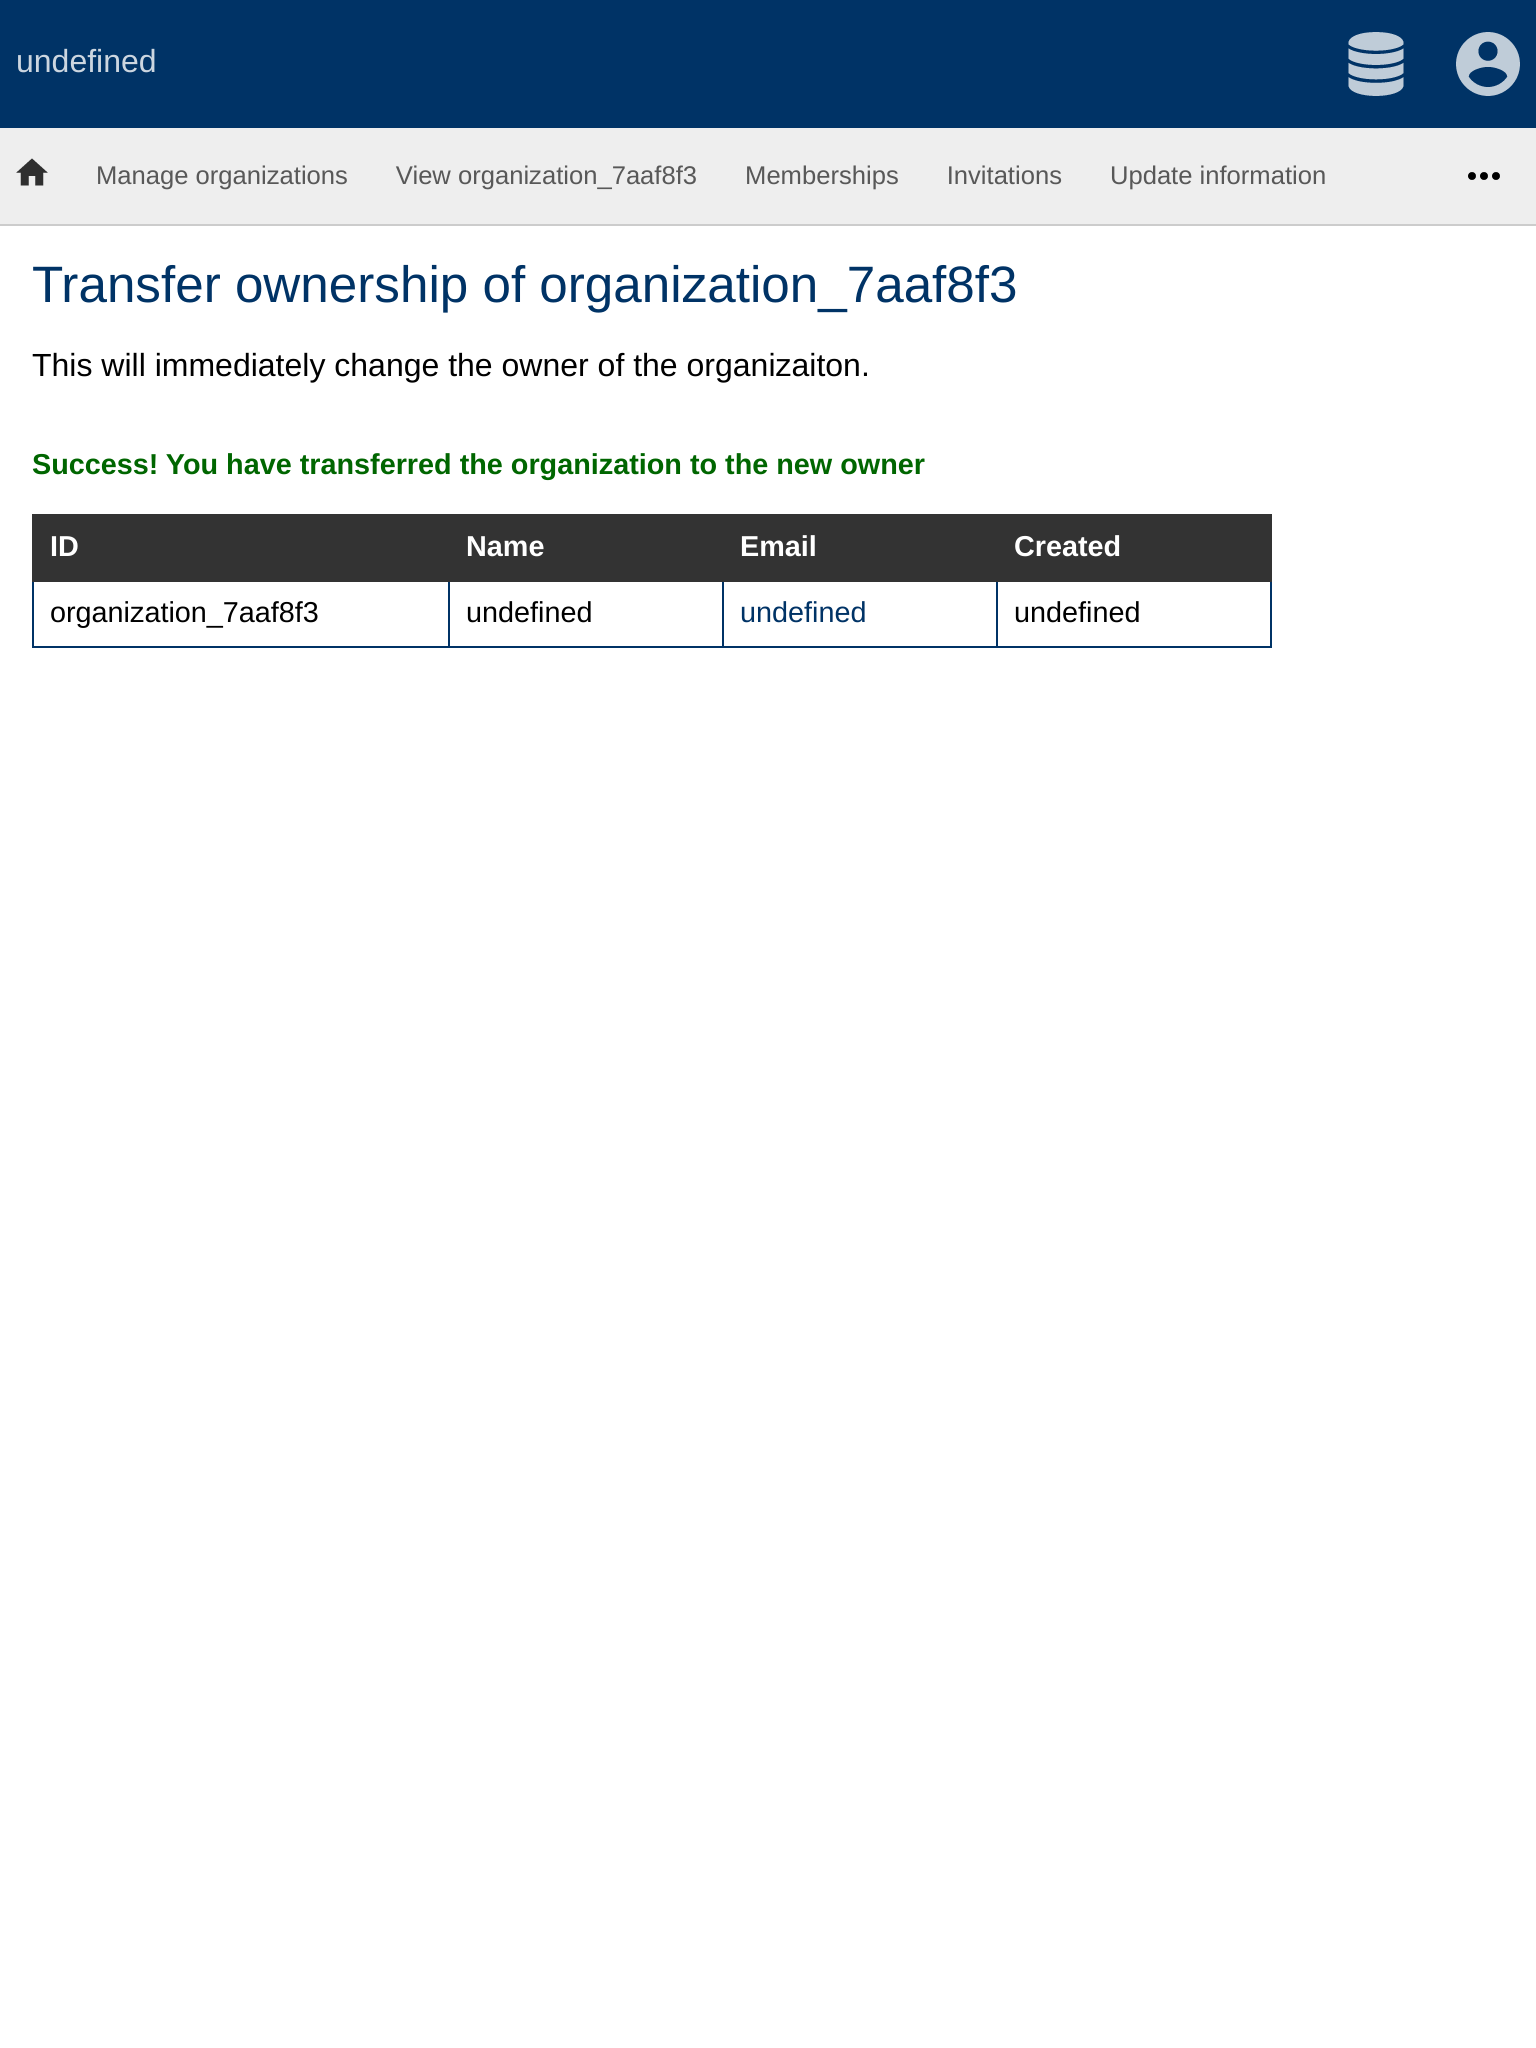 undefined
Manage organizations View organization_7aaf8f3 Memberships Invitations Update information
Transfer ownership of organization_7aaf8f3
This will immediately change the owner of the organizaiton.
Success! You have transferred the organization to the new owner
ID Name Email Created
organization_7aaf8f3 undefined undefined undefined